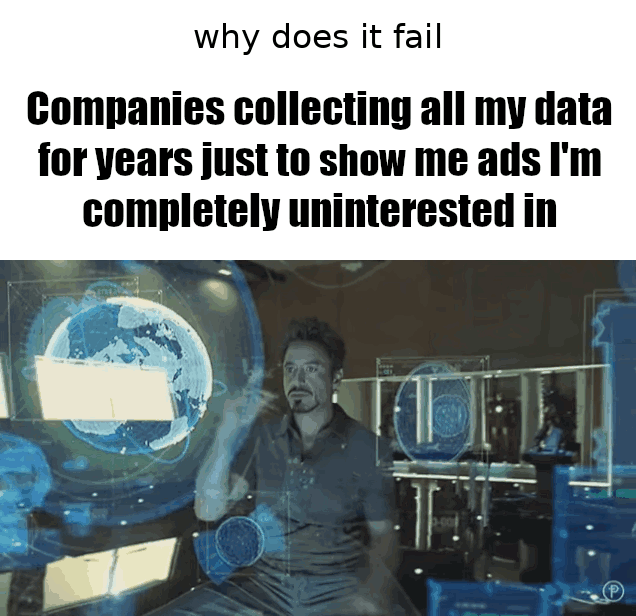 why does it fail
Companies collecting all my data
for years just to show me ads I'm
completely uninterested in